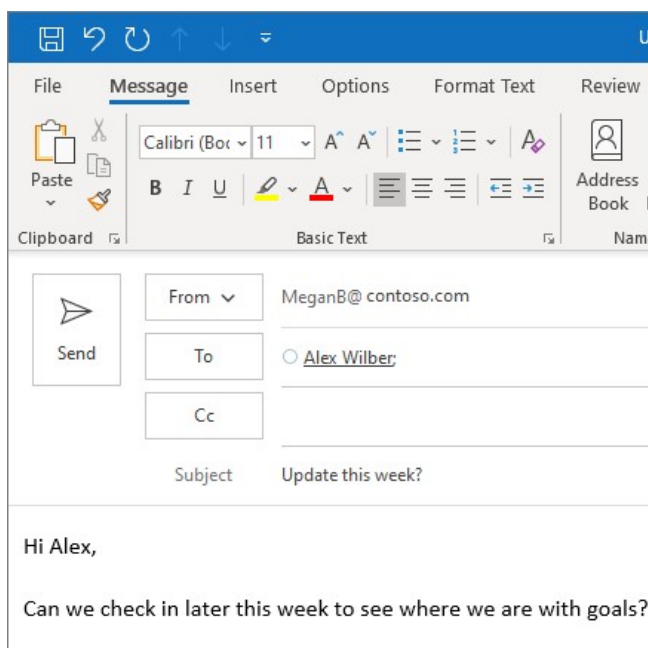 U
File Message Insert Options Format Text Review
Calibri (Boc 11 A A A
Paste
B I U A
Address
Book
Clipboard Basic Text Nam
From MeganB@ contoso.com
Send To Alex Wilber;
Cc
Subject Update this week?
Hi Alex,
Can we check in later this week to see where we are with goals?